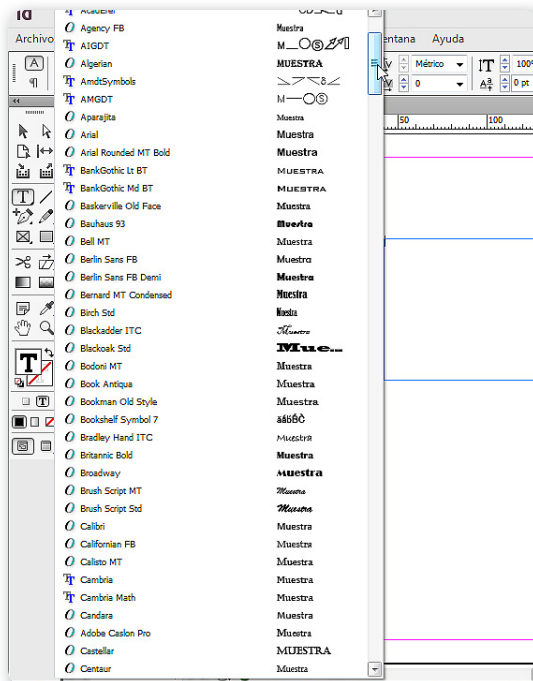 Id
Archivo
entana Ayuda
Métrico
100%
0
0 pt
50
100
Academei
Agency FB Muestra
AIGDT
Algerian MUESTRA
AmdtSymbols
AMGDT
Aparajita Muestra
Arial Muestra
Arial Rounded MT Bold Muestra
BankGothic Lt BT MUESTRA
BankGothic Md BT MUESTRA
Baskerville Old Face Muestra
Bauhaus 93 Muestra
Bell MT Muestra
Berlin Sans FB Muestra
Berlin Sans FB Demi Muestra
Bernard MT Condensed Muestra
Birch Std Muestra
Blackadder ITC Muestra
Blackoak Std Mue...
Bodoni MT Muestra
Book Antiqua Muestra
Bookman Old Style Muestra
Bookshelf Symbol 7
Bradley Hand ITC Muestra
Britannic Bold Muestra
Broadway Muestra
Brush Script MT Muestra
Brush Script Std Muestra
Calibri Muestra
Californian FB Muestra
Calisto MT Muestra
Cambria Muestra
Cambria Math Muestra
Candara Muestra
Adobe Caslon Pro Muestra
Castellar MUESTRA
Centaur Muestra